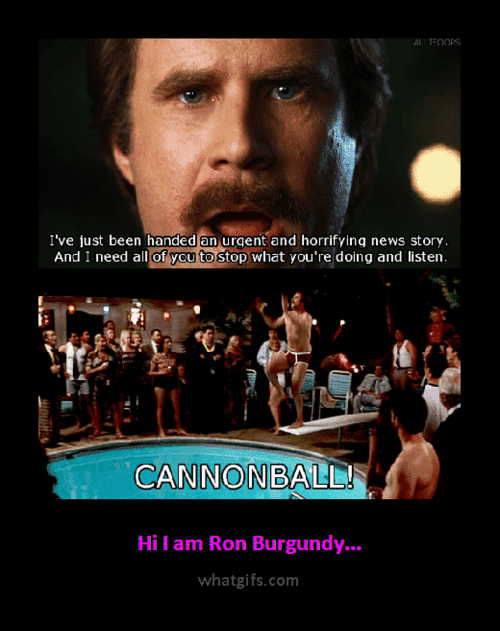 I've just been handed an urgent and horrifying news story.
And I need all of you to stop what you're doing and listen.
CANNONBALL!
Hi I am Ron Burgundy...
whatgifs.com